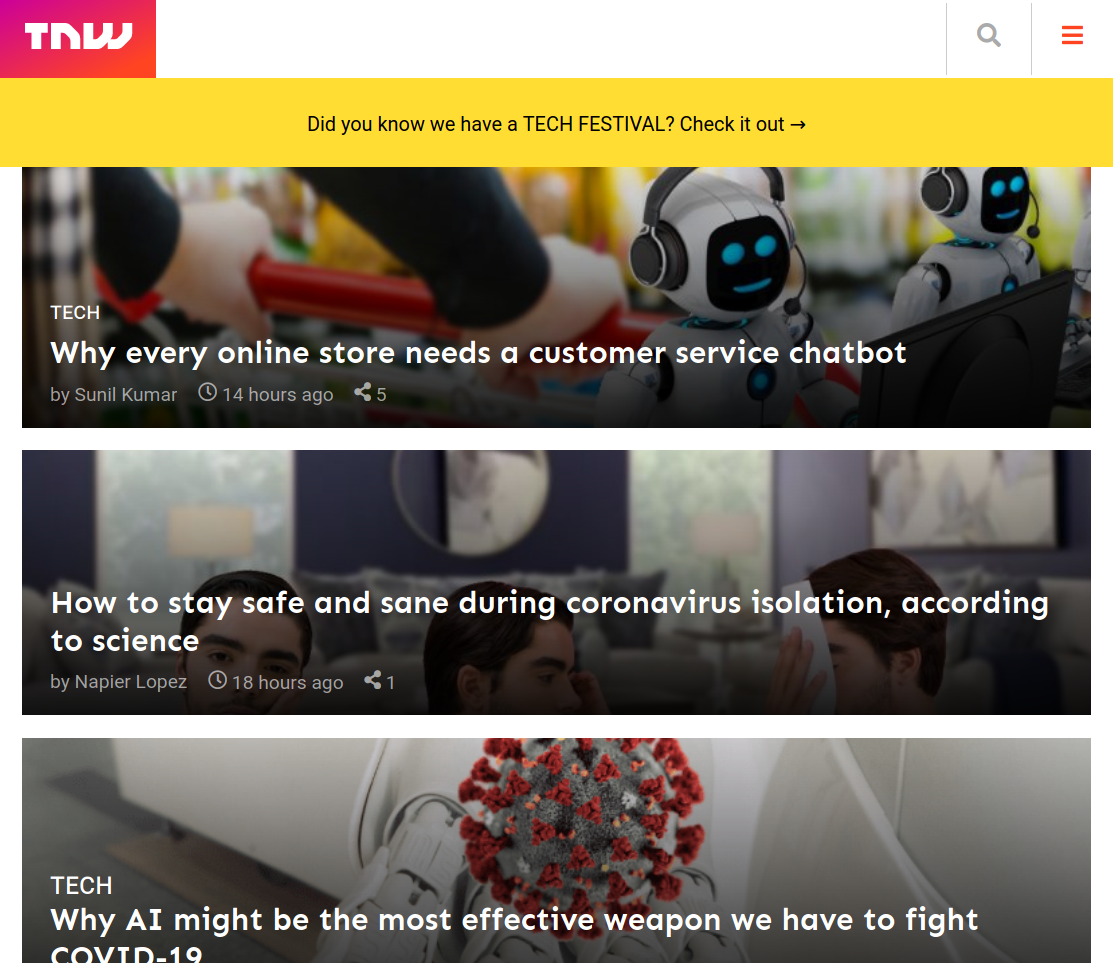 TNW
Did you know we have a TECH FESTIVAL? Check it out →
TECH
Why every online store needs a customer service chatbot
by Sunil Kumar 14 hours ago 5
How to stay safe and sane during coronavirus isolation, according
to science
by Napier Lopez 18 hours ago 1
TECH
Why AI might be the most effective weapon we have to fight
COVID-19